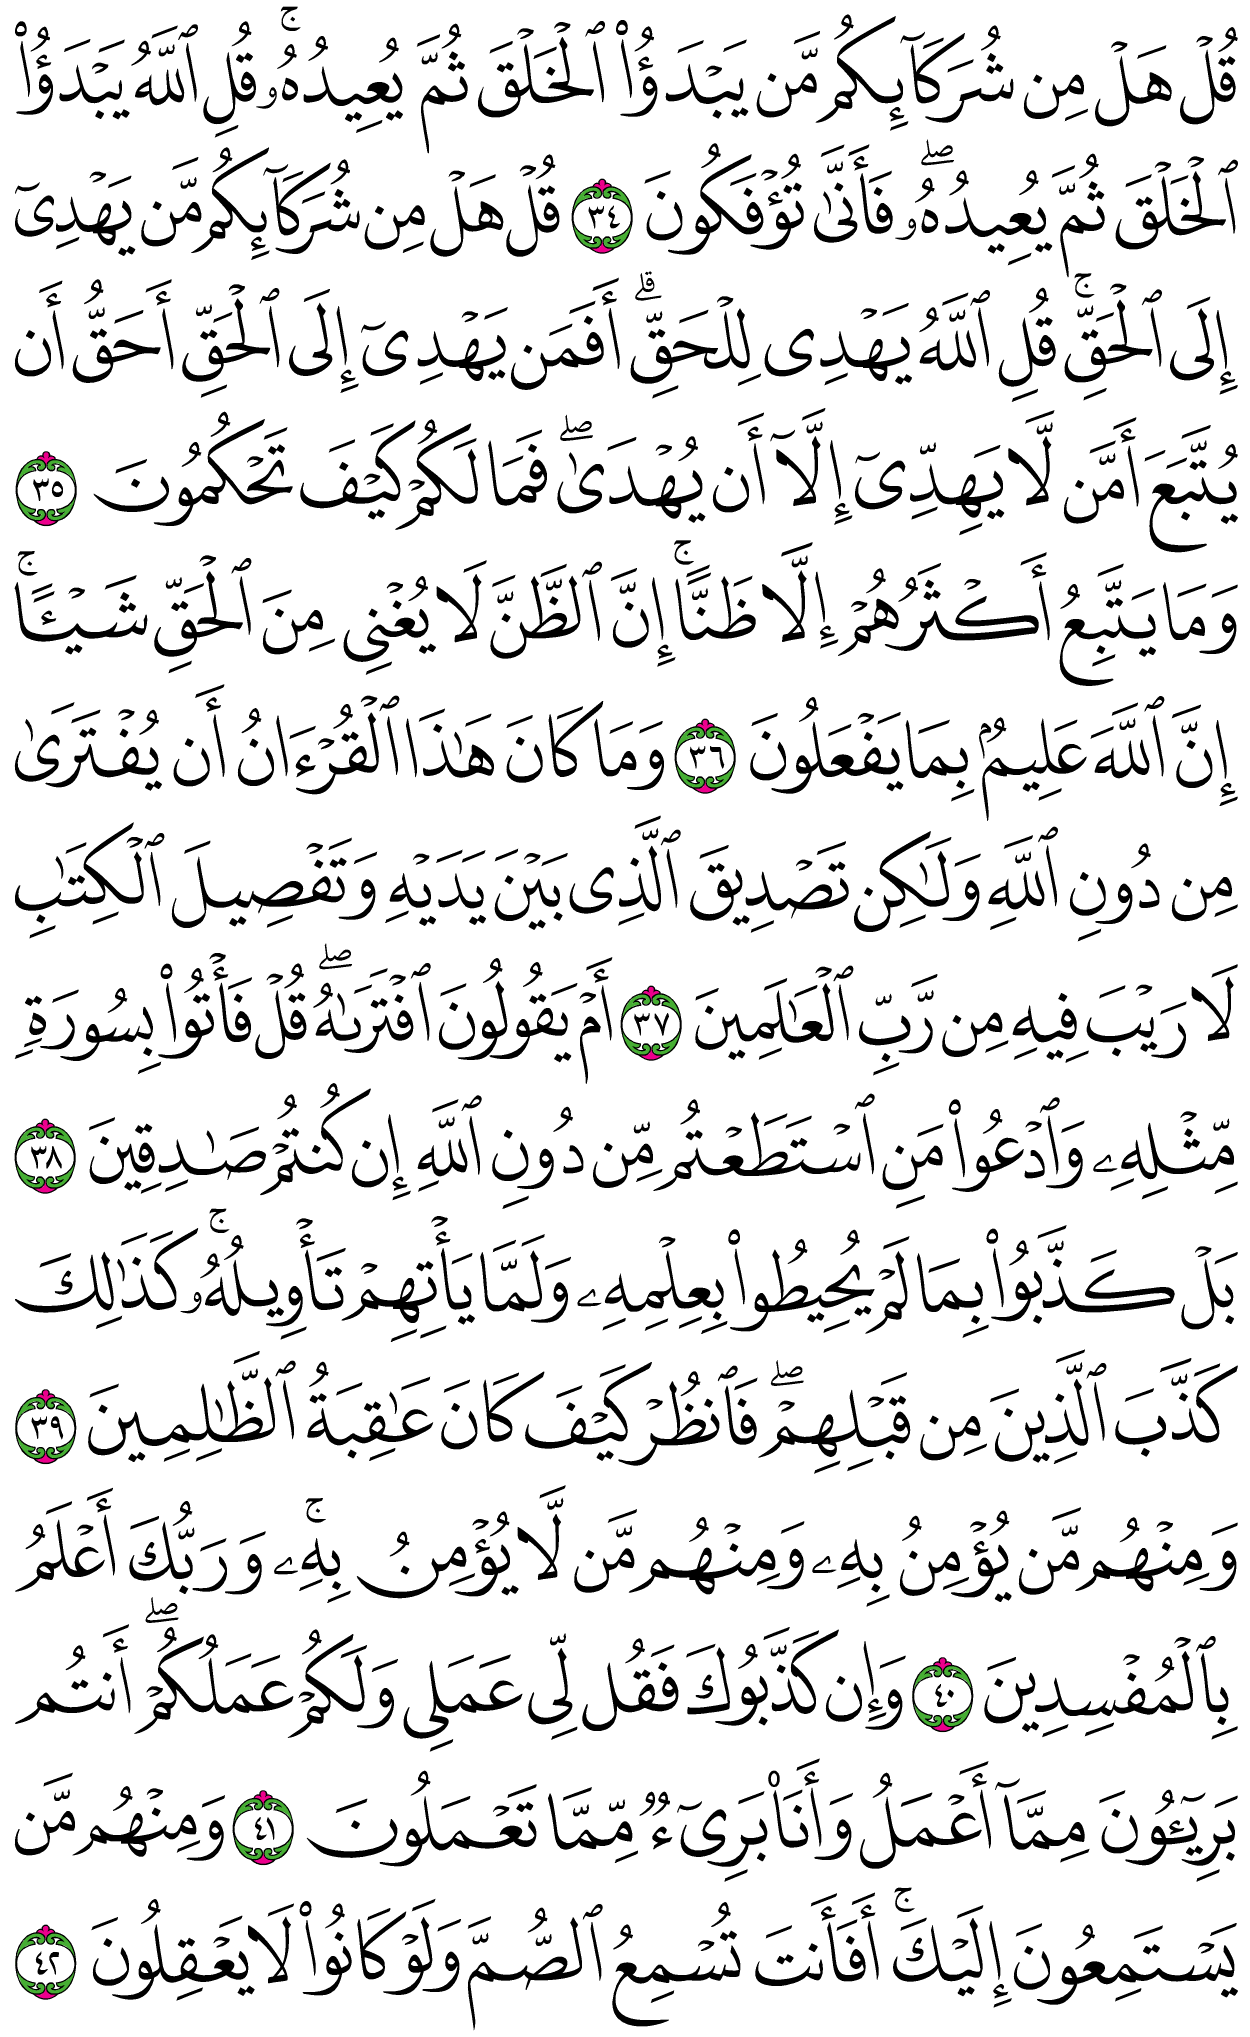 قُلۡ هَلۡ مِن شُرَكَآئِكُم مَّن يَبۡدَؤُاْ ٱلۡخَلۡقَ ثُمَّ يُعِيدُهُۥۚ قُلِ ٱللَّهُ يَبۡدَؤُاْ
ٱلۡخَلۡقَ ثُمَّ يُعِيدُهُۥۖ فَأَنَّىٰ تُؤۡفَكُونَ ٣٤ قُلۡ هَلۡ مِن شُرَكَآئِكُم مَّن يَهۡدِيٓ
إِلَى ٱلۡحَقِّۚ قُلِ ٱللَّهُ يَهۡدِي لِلۡحَقِّۗ أَفَمَن يَهۡدِيٓ إِلَى ٱلۡحَقِّ أَحَقُّ أَن
يُتَّبَعَ أَمَّن لَّا يَهِدِّيٓ إِلَّآ أَن يُهۡدَىٰۖ فَمَا لَكُمۡ كَيۡفَ تَحۡكُمُونَ ٣٥
وَمَا يَتَّبِعُ أَكۡثَرُهُمۡ إِلَّا ظَنًّاۚ إِنَّ ٱلظَّنَّ لَا يُغۡنِي مِنَ ٱلۡحَقِّ شَيۡـًٔاۚ
إِنَّ ٱللَّهَ عَلِيمُۢ بِمَا يَفۡعَلُونَ ٣٦ وَمَا كَانَ هَٰذَا ٱلۡقُرۡءَانُ أَن يُفۡتَرَىٰ
مِن دُونِ ٱللَّهِ وَلَٰكِن تَصۡدِيقَ ٱلَّذِي بَيۡنَ يَدَيۡهِ وَتَفۡصِيلَ ٱلۡكِتَٰبِ
لَا رَيۡبَ فِيهِ مِن رَّبِّ ٱلۡعَٰلَمِينَ ٣٧ أَمۡ يَقُولُونَ ٱفۡتَرَىٰهُۖ قُلۡ فَأۡتُواْ بِسُورَةٖ
مِّثۡلِهِۦ وَٱدۡعُواْ مَنِ ٱسۡتَطَعۡتُم مِّن دُونِ ٱللَّهِ إِن كُنتُمۡ صَٰدِقِينَ ٣٨
بَلۡ كَذَّبُواْ بِمَا لَمۡ يُحِيطُواْ بِعِلۡمِهِۦ وَلَمَّا يَأۡتِهِمۡ تَأۡوِيلُهُۥۚ كَذَٰلِكَ
كَذَّبَ ٱلَّذِينَ مِن قَبۡلِهِمۡۖ فَٱنظُرۡ كَيۡفَ كَانَ عَٰقِبَةُ ٱلظَّٰلِمِينَ ٣٩
وَمِنۡهُم مَّن يُؤۡمِنُ بِهِۦ وَمِنۡهُم مَّن لَّا يُؤۡمِنُ بِهِۦۚ وَرَبُّكَ أَعۡلَمُ
بِٱلۡمُفۡسِدِينَ ٤٠ وَإِن كَذَّبُوكَ فَقُل لِّي عَمَلِي وَلَكُمۡ عَمَلُكُمۡۖ أَنتُم
بَرِيٓـُٔونَ مِمَّآ أَعۡمَلُ وَأَنَا۠ بَرِيٓءٞ مِّمَّا تَعۡمَلُونَ ٤١ وَمِنۡهُم مَّن
يَسۡتَمِعُونَ إِلَيۡكَۚ أَفَأَنتَ تُسۡمِعُ ٱلصُّمَّ وَلَوۡ كَانُواْ لَا يَعۡقِلُونَ ٤٢